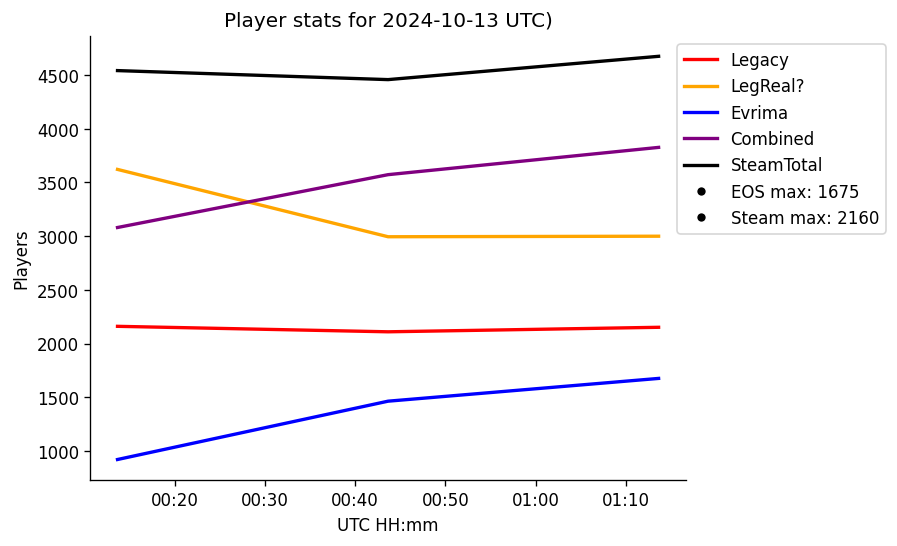 Player stats for 2024-10-13 UTC)
Legacy
LegReal?
Evrima
Combined
SteamTotal
EOS max: 1675
Steam max: 2160
Players
4500
4000
3500
3000
2500
2000
1500
1000
00:20 00:30 00:40 00:50 01:00 01:10
UTC HH:mm